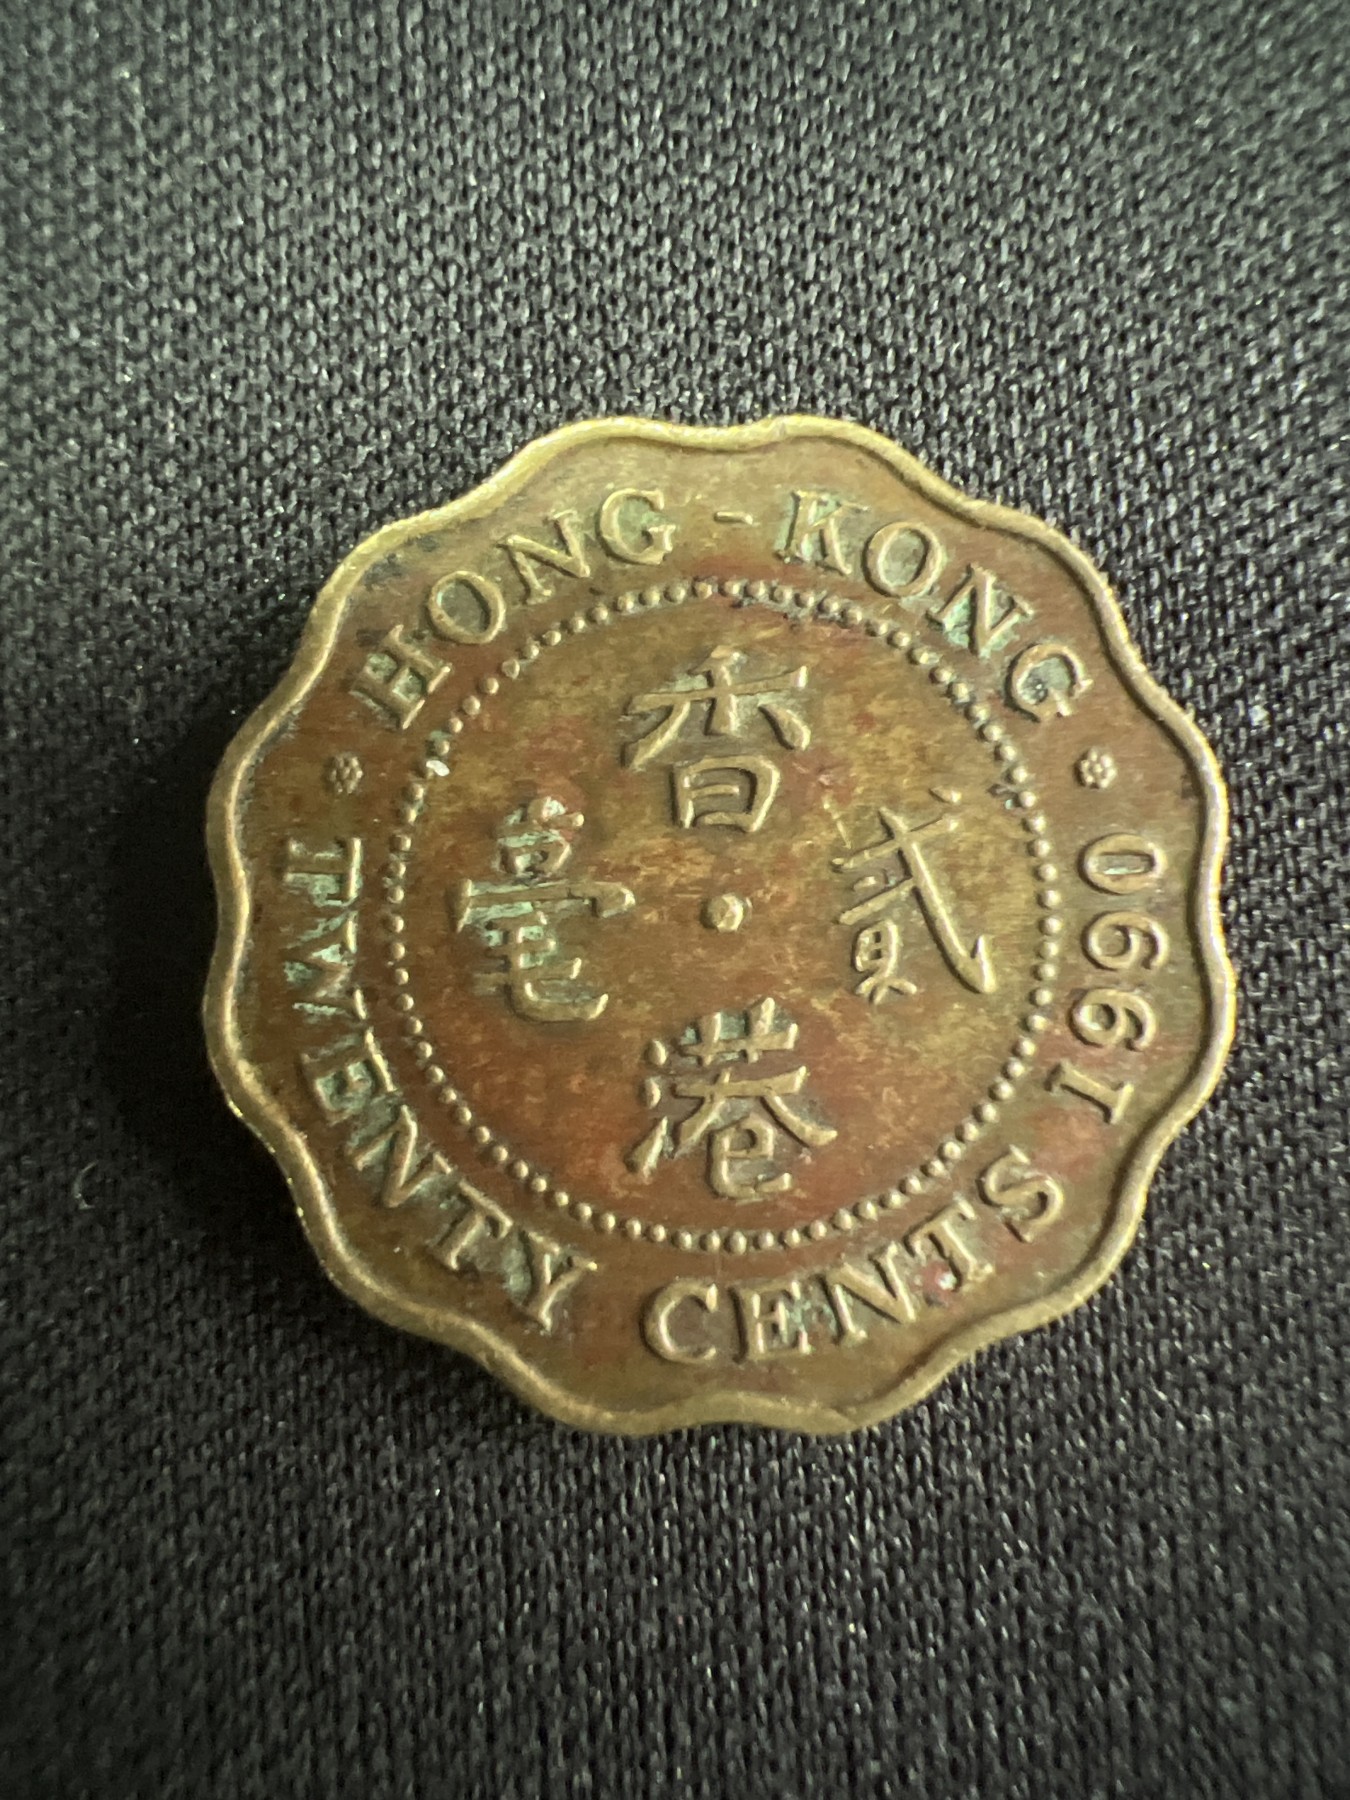 HONG-KONG
香港
貳毫
TWENTY CENTS 1990